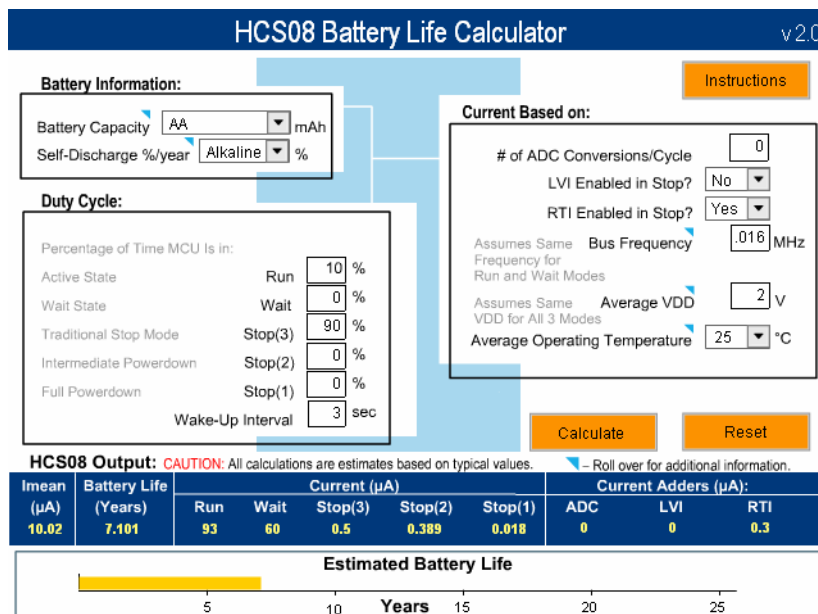 HCS08 Battery Life Calculator v 2.0
Instructions
Battery Information:
Battery Capacity AA mAh
Self-Discharge %/year Alkaline %
Current Based on:
# of ADC Conversions/Cycle 0
LVI Enabled in Stop? No
RTI Enabled in Stop? Yes
Assumes Same Frequency for Run and Wait Modes Bus Frequency .016 MHz
Assumes Same VDD for All 3 Modes Average VDD 2 V
Average Operating Temperature 25 °C
Duty Cycle:
Percentage of Time MCU Is in:
Active State Run 10 %
Wait State Wait 0 %
Traditional Stop Mode Stop(3) 90 %
Intermediate Powerdown Stop(2) 0 %
Full Powerdown Stop(1) 0 %
Wake-Up Interval 3 sec
Calculate Reset
HCS08 Output: CAUTION: All calculations are estimates based on typical values. – Roll over for additional information.
Imean Battery Life Current (µA) Current Adders (µA):
(µA) (Years) Run Wait Stop(3) Stop(2) Stop(1) ADC LVI RTI
10.02 7.101 93 60 0.5 0.389 0.018 0 0 0.3
Estimated Battery Life
5 10 Years 15 20 25